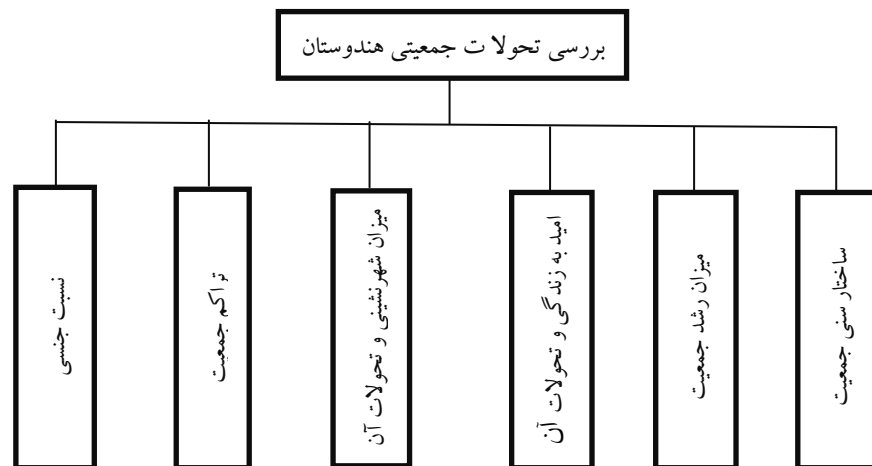 بررسی تحولا ت جمعیتی هندوستان
ساختار سنی جمعیت
میزان رشد جمعیت
امید به زندگی و تحولات آن
میزان شهرنشینی و تحولات آن
تراکم جمعیت
نسبت جنسی